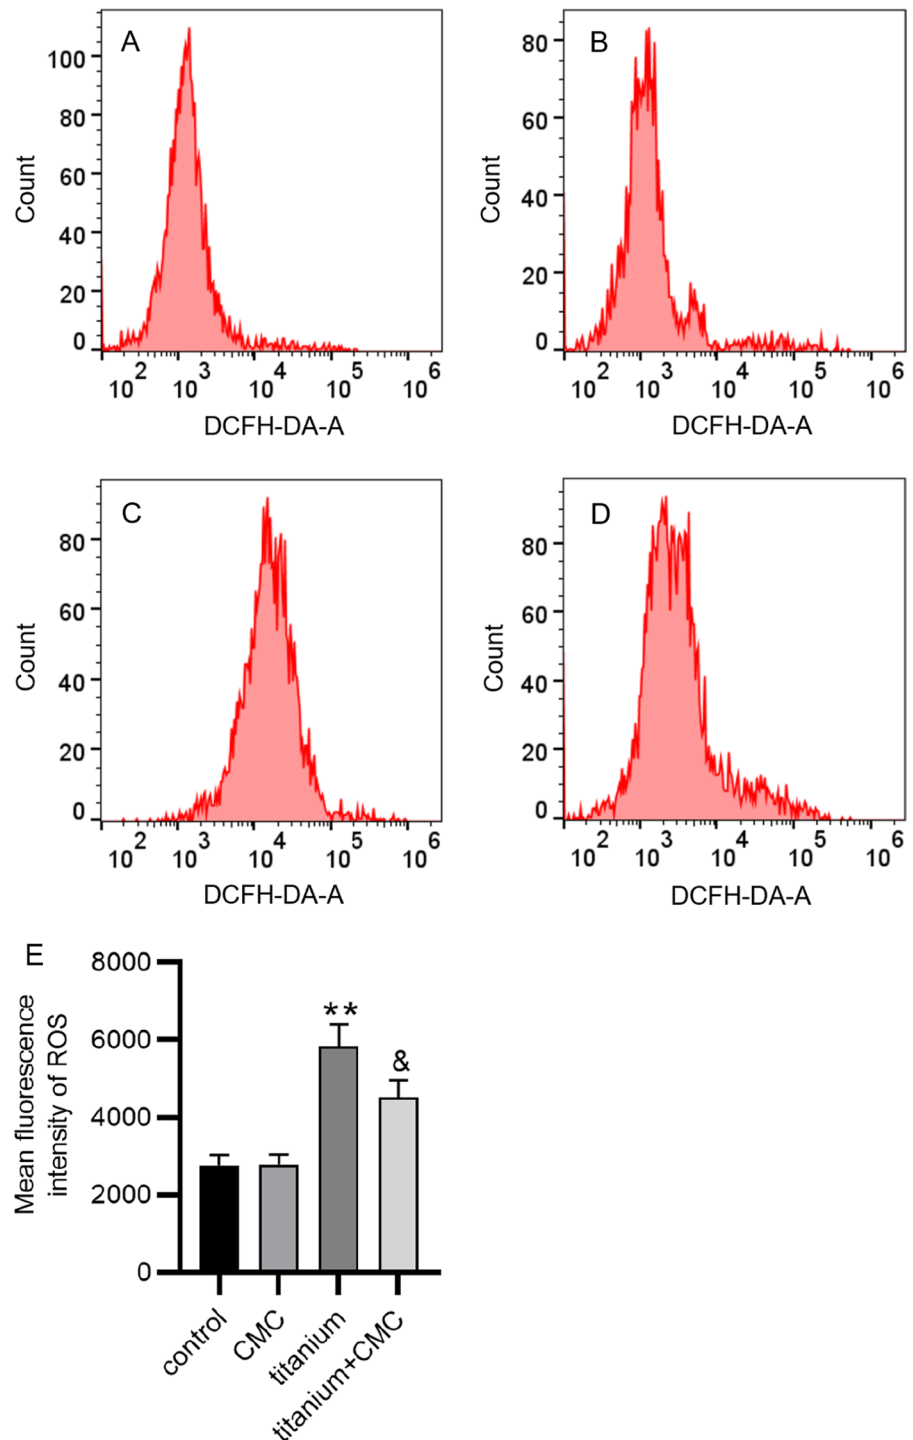 A
Count
100
80
60
40
20
0
10^2 10^3 10^4 10^5 10^6
DCFH-DA-A
B
Count
80
60
40
20
0
10^2 10^3 10^4 10^5 10^6
DCFH-DA-A
C
Count
80
60
40
20
0
10^2 10^3 10^4 10^5 10^6
DCFH-DA-A
D
Count
80
60
40
20
0
10^2 10^3 10^4 10^5 10^6
DCFH-DA-A
E
Mean fluorescence
intensity of ROS
8000
6000
4000
2000
0
**
&
control
CMC
titanium
titanium+CMC